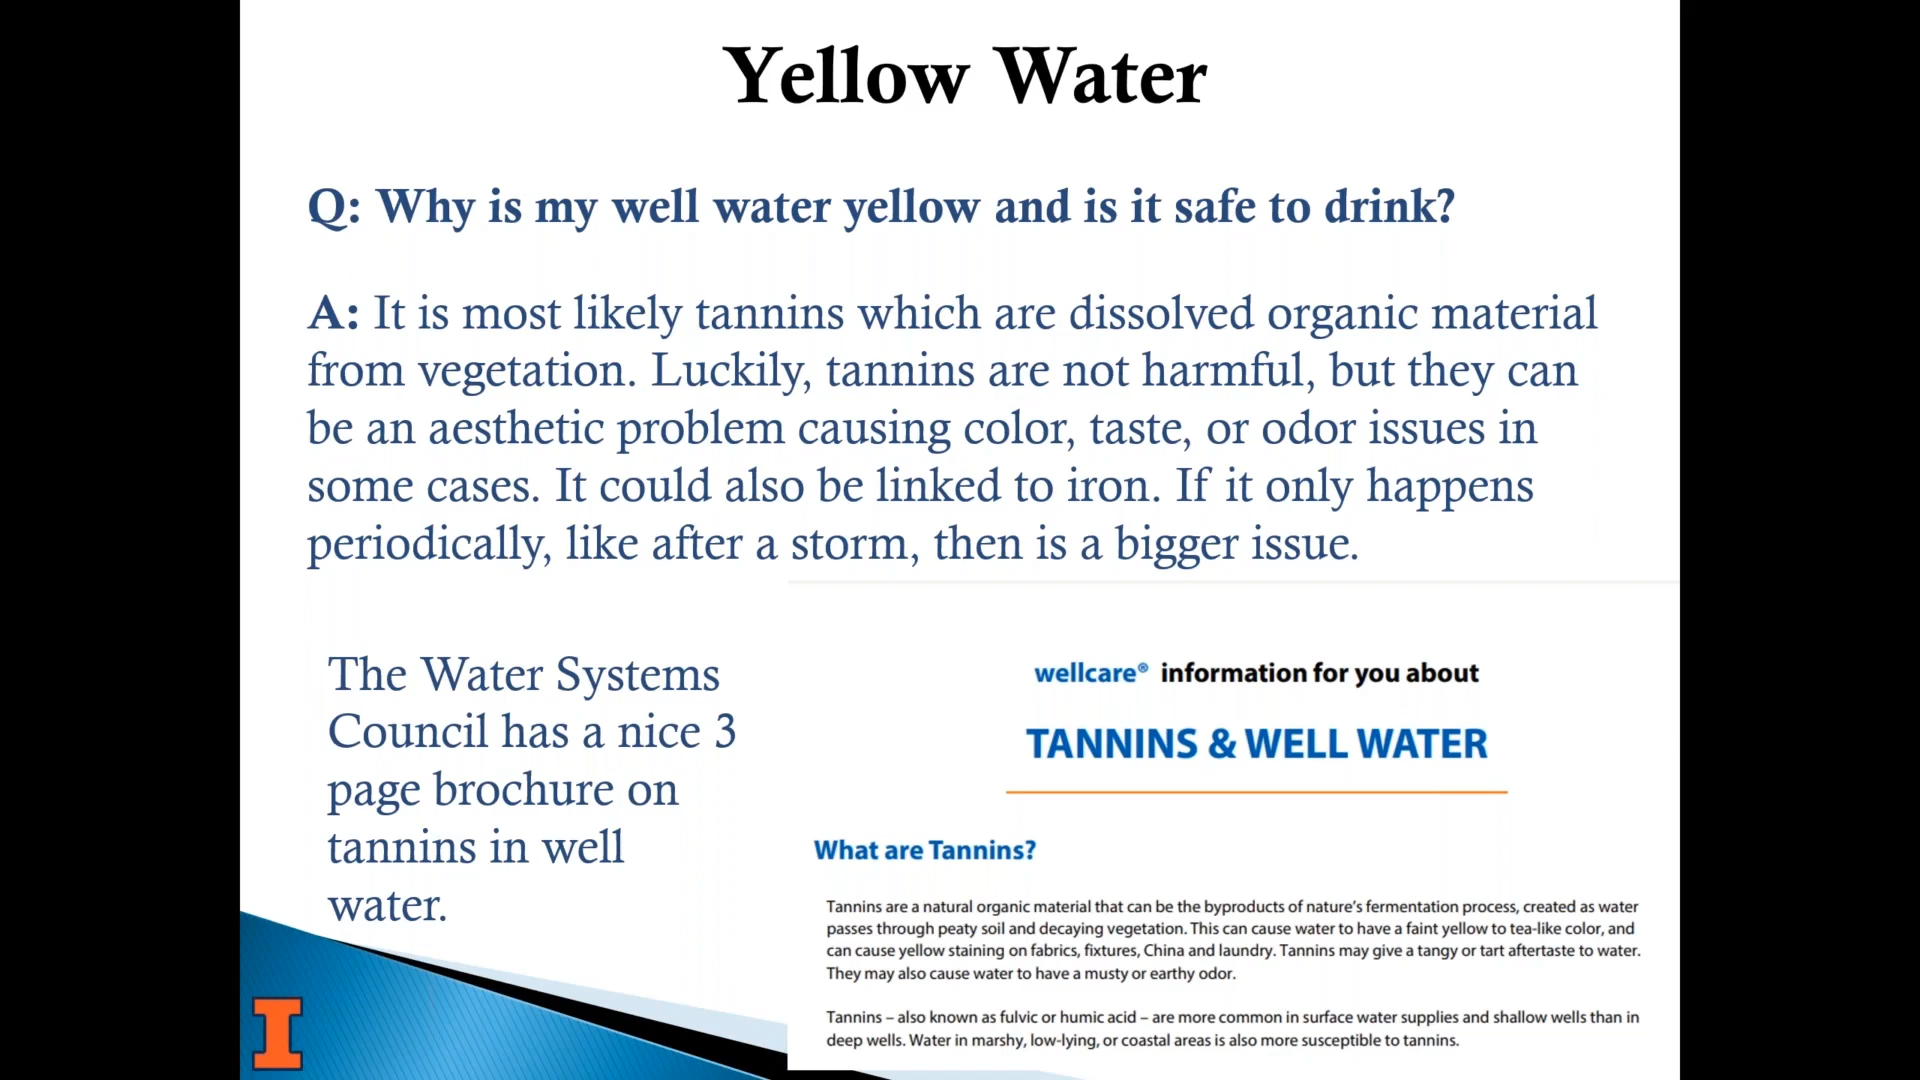 Yellow Water
Q: Why is my well water yellow and is it safe to drink?
A: It is most likely tannins which are dissolved organic material
from vegetation. Luckily, tannins are not harmful, but they can
be an aesthetic problem causing color, taste, or odor issues in
some cases. It could also be linked to iron. If it only happens
periodically, like after a storm, then is a bigger issue.
The Water Systems
Council has a nice 3
page brochure on
tannins in well
water.
wellcare® information for you about
TANNINS & WELL WATER
What are Tannins?
Tannins are a natural organic material that can be the byproducts of nature's fermentation process, created as water
passes through peaty soil and decaying vegetation. This can cause water to have a faint yellow to tea-like color, and
can cause yellow staining on fabrics, fixtures, China and laundry. Tannins may give a tangy or tart aftertaste to water.
They may also cause water to have a musty or earthy odor.
Tannins – also known as fulvic or humic acid – are more common in surface water supplies and shallow wells than in
deep wells. Water in marshy, low-lying, or coastal areas is also more susceptible to tannins.
I